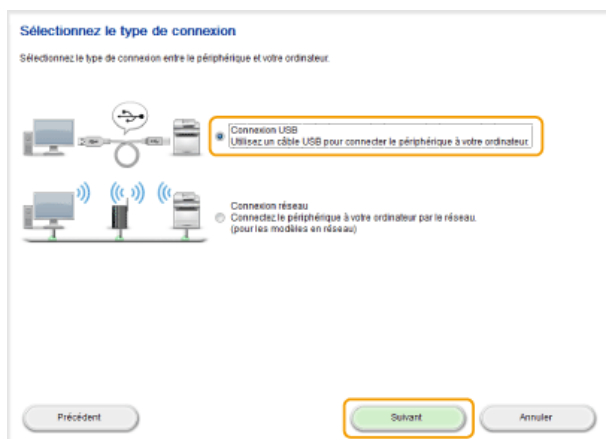 Sélectionnez le type de connexion
Sélectionnez le type de connexion entre le périphérique et votre ordinateur.
Connexion USB
Utilisez un câble USB pour connecter le périphérique à votre ordinateur.
Connexion réseau
Connectez le périphérique à votre ordinateur par le réseau.
(pour les modèles en réseau)
Précédent
Suivant
Annuler